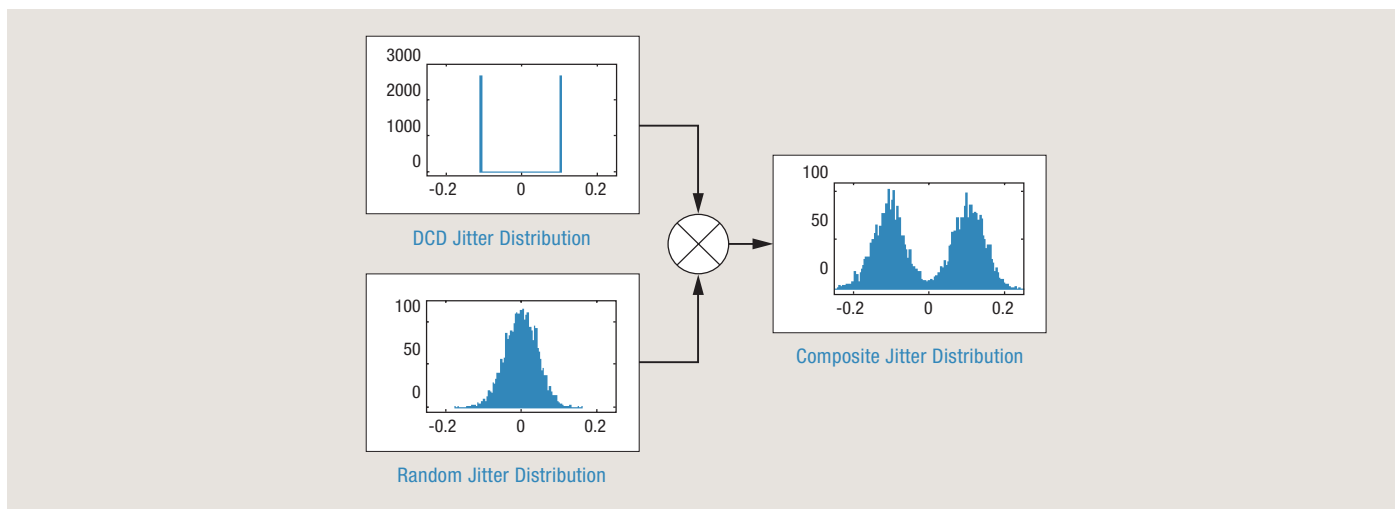 3000
2000
1000
0
-0.2 0 0.2
DCD Jitter Distribution
100
50
0
-0.2 0 0.2
Random Jitter Distribution
100
50
0
-0.2 0 0.2
Composite Jitter Distribution